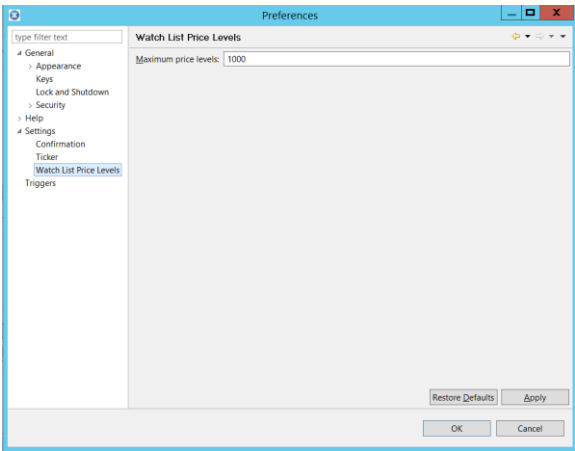 Preferences
type filter text
General
Appearance
Keys
Lock and Shutdown
Security
Help
Settings
Confirmation
Ticker
Watch List Price Levels
Triggers
Watch List Price Levels
Maximum price levels: 1000
Restore Defaults Apply
OK Cancel